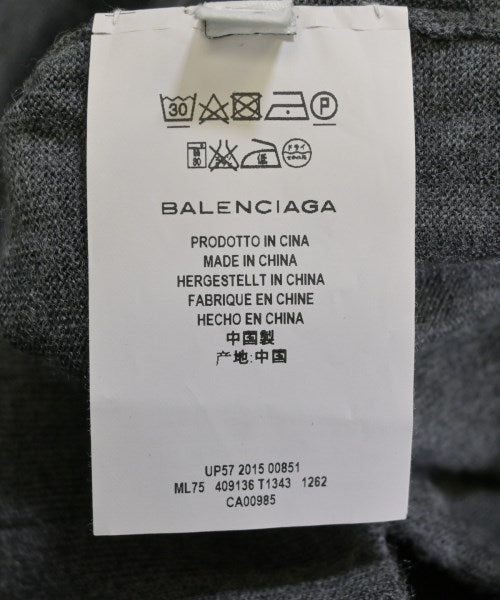 30 P
ドライ
BALENCIAGA
PRODOTTO IN CINA
MADE IN CHINA
HERGESTELLT IN CHINA
FABRIQUE EN CHINE
HECHO EN CHINA
中国製
产地:中国
UP57 2015 00851
ML75 409136 T1343 1262
CA00985